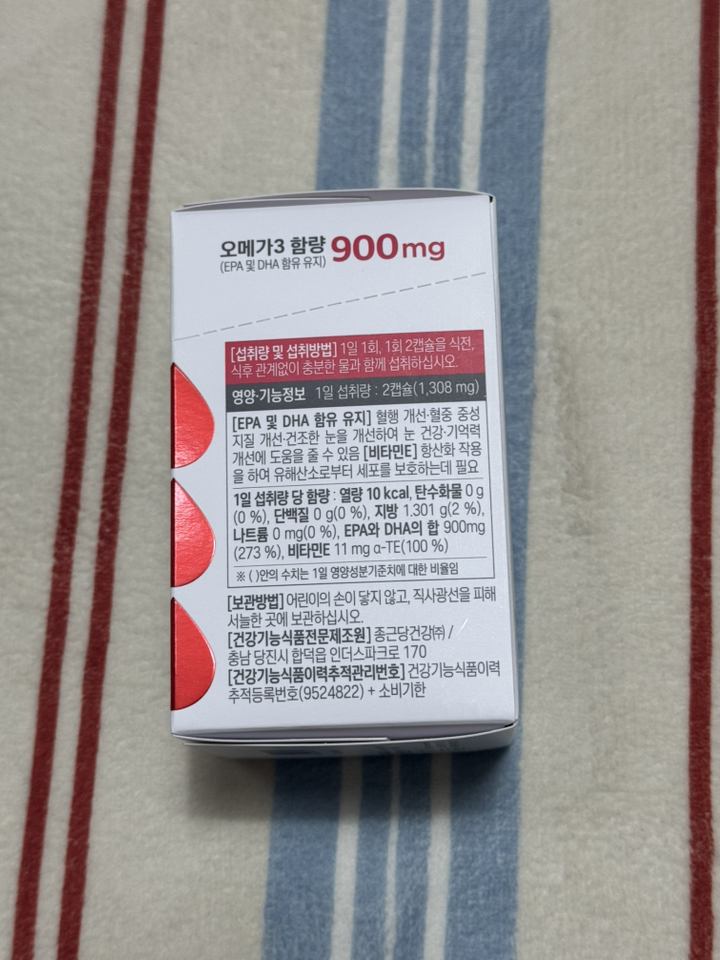 오메가3 함량 900mg
(EPA 및 DHA 함유 유지)
[섭취량 및 섭취방법] 1일 1회, 1회 2캡슐을 식전,
식후 관계없이 충분한 물과 함께 섭취하십시오.
영양·기능정보 1일 섭취량 : 2캡슐(1,308 mg)
[EPA 및 DHA 함유 유지] 혈행 개선·혈중 중성
지질 개선·건조한 눈을 개선하여 눈 건강·기억력
개선에 도움을 줄 수 있음 [비타민E] 항산화 작용
을 하여 유해산소로부터 세포를 보호하는데 필요
1일 섭취량 당 함량 : 열량 10 kcal, 탄수화물 0 g
(0 %), 단백질 0 g(0 %), 지방 1.301 g(2 %),
나트륨 0 mg(0 %), EPA와 DHA의 합 900mg
(273 %), 비타민E 11 mg α-TE(100 %)
※ ( )안의 수치는 1일 영양성분기준치에 대한 비율임
[보관방법] 어린이의 손이 닿지 않고, 직사광선을 피해
서늘한 곳에 보관하십시오.
[건강기능식품전문제조원] 종근당건강㈜ /
충남 당진시 합덕읍 인더스파크로 170
[건강기능식품이력추적관리번호] 건강기능식품이력
추적등록번호(9524822) + 소비기한